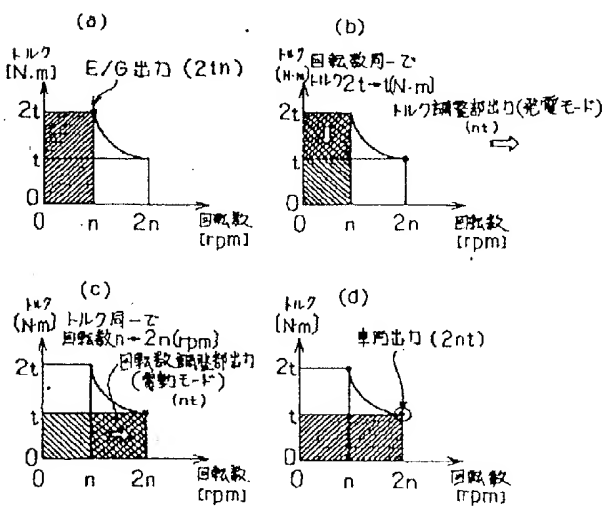 (a)
トルク
[N.m]
E/G出力(2tn)
2t
t
0
0 n 2n 回転数
[rpm]
(b)
トルク 回転数同一で
(N·M) トルク2t→t(N·m)
トルク調整部出力(発電モード)
(nt)
2t
t
0
0 n 2n 回転数
[rpm]
(c)
トルク
(N·m) トルク同一で
回転数n→2n(rpm)
回転数調整部出力
(電動モード)
(nt)
2t
t
0
0 n 2n 回転数
[rpm]
(d)
トルク
[N·m]
車両出力(2nt)
2t
t
0
0 n 2n 回転数
[rpm]